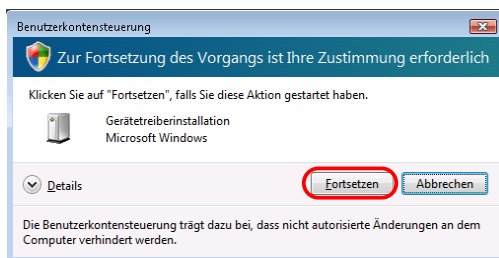 Benutzerkontensteuerung
Zur Fortsetzung des Vorgangs ist Ihre Zustimmung erforderlich
Klicken Sie auf "Fortsetzen", falls Sie diese Aktion gestartet haben.
Gerätetreiberinstallation
Microsoft Windows
Details
Fortsetzen
Abbrechen
Die Benutzerkontensteuerung trägt dazu bei, dass nicht autorisierte Änderungen an dem
Computer verhindert werden.